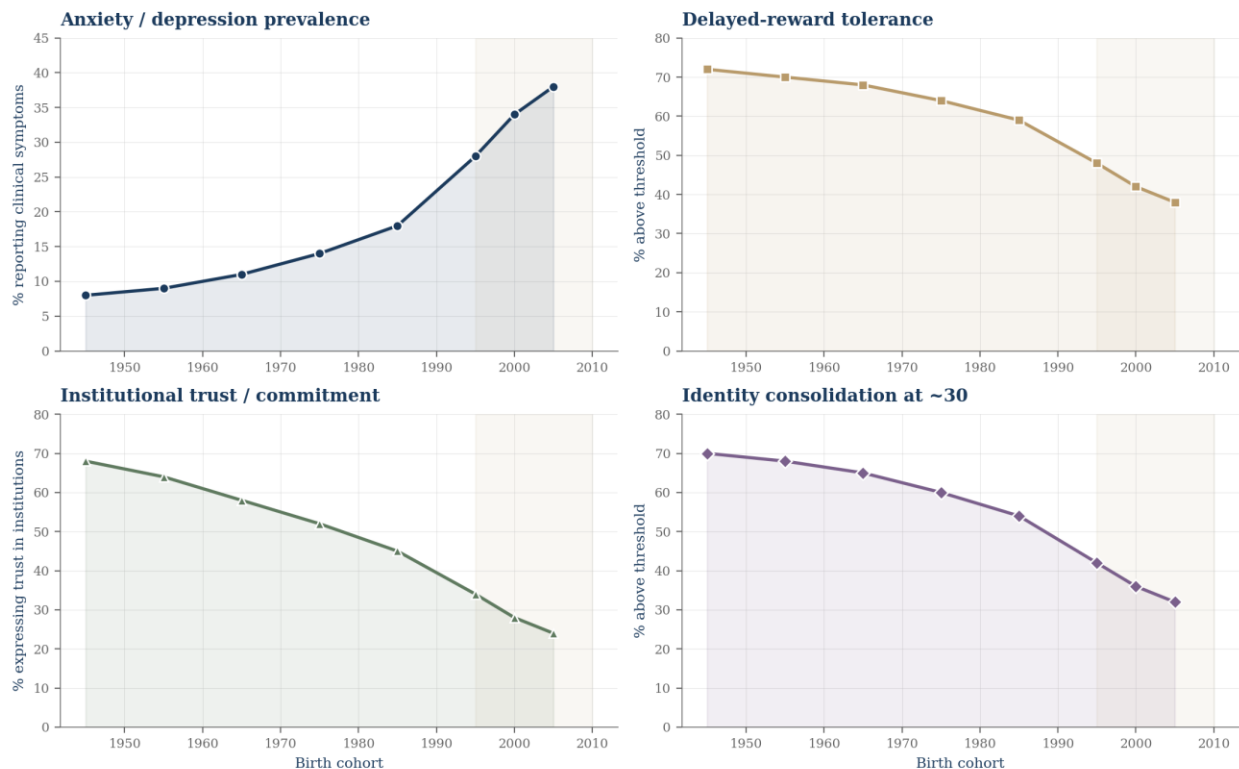 Anxiety / depression prevalence
% reporting clinical symptoms
45
40
35
30
25
20
15
10
5
0
1950 1960 1970 1980 1990 2000 2010
Delayed-reward tolerance
% above threshold
80
70
60
50
40
30
20
10
0
1950 1960 1970 1980 1990 2000 2010
Institutional trust / commitment
% expressing trust in institutions
80
70
60
50
40
30
20
10
0
1950 1960 1970 1980 1990 2000 2010
Birth cohort
Identity consolidation at ~30
% above threshold
80
70
60
50
40
30
20
10
0
1950 1960 1970 1980 1990 2000 2010
Birth cohort